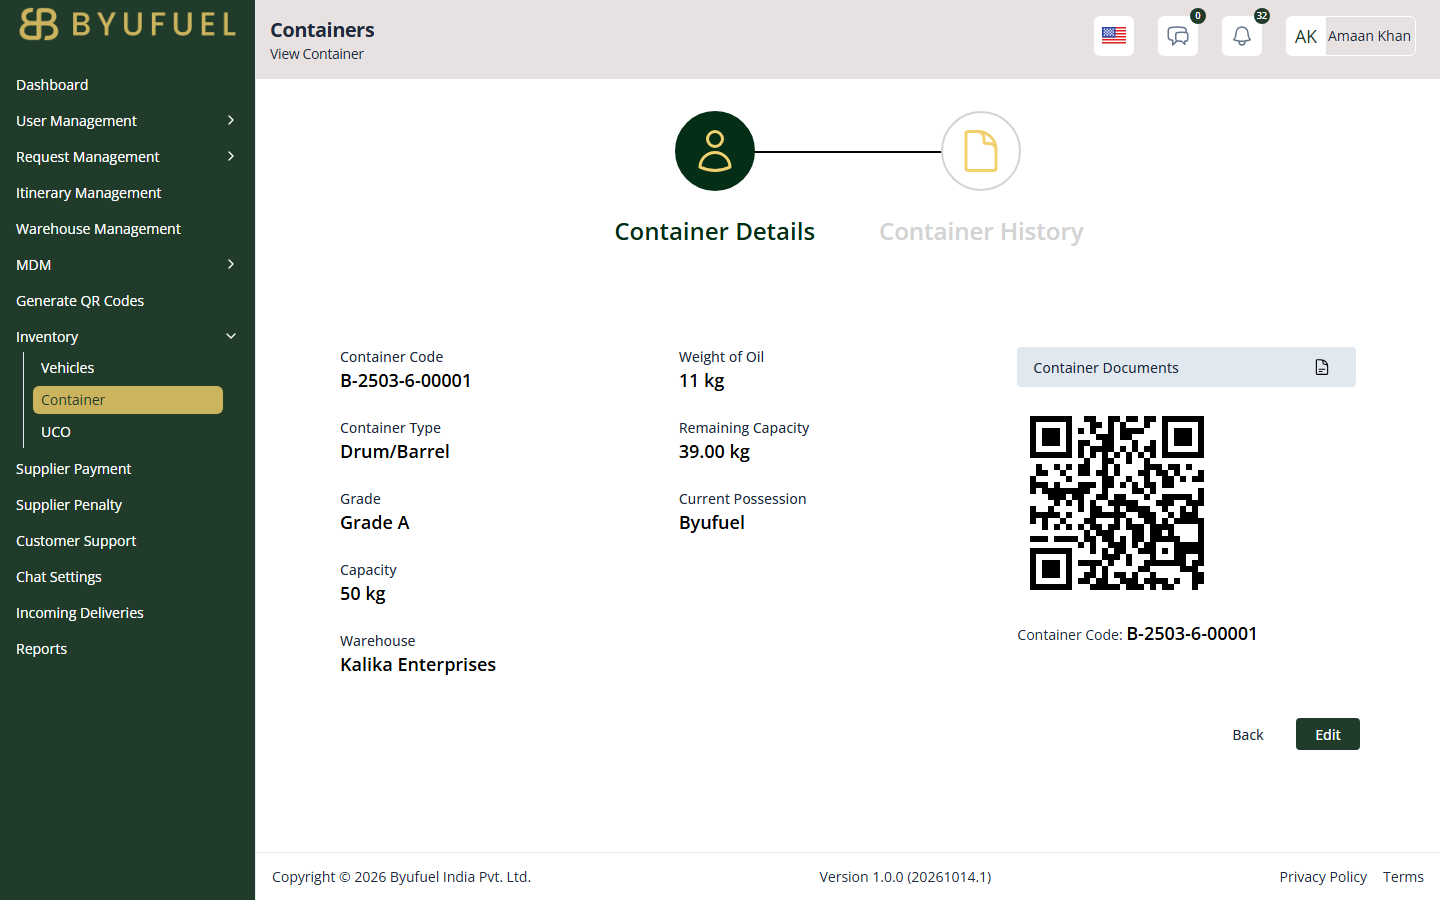 BYUFUEL
Dashboard
User Management
Request Management
Itinerary Management
Warehouse Management
MDM
Generate QR Codes
Inventory
Vehicles
Container
UCO
Supplier Payment
Supplier Penalty
Customer Support
Chat Settings
Incoming Deliveries
Reports
Containers
View Container
0
32
AK
Amaan Khan
Container Details
Container History
Container Code
B-2503-6-00001
Container Type
Drum/Barrel
Grade
Grade A
Capacity
50 kg
Warehouse
Kalika Enterprises
Weight of Oil
11 kg
Remaining Capacity
39.00 kg
Current Possession
Byufuel
Container Documents
Container Code: B-2503-6-00001
Back
Edit
Copyright © 2026 Byufuel India Pvt. Ltd.
Version 1.0.0 (20261014.1)
Privacy Policy
Terms